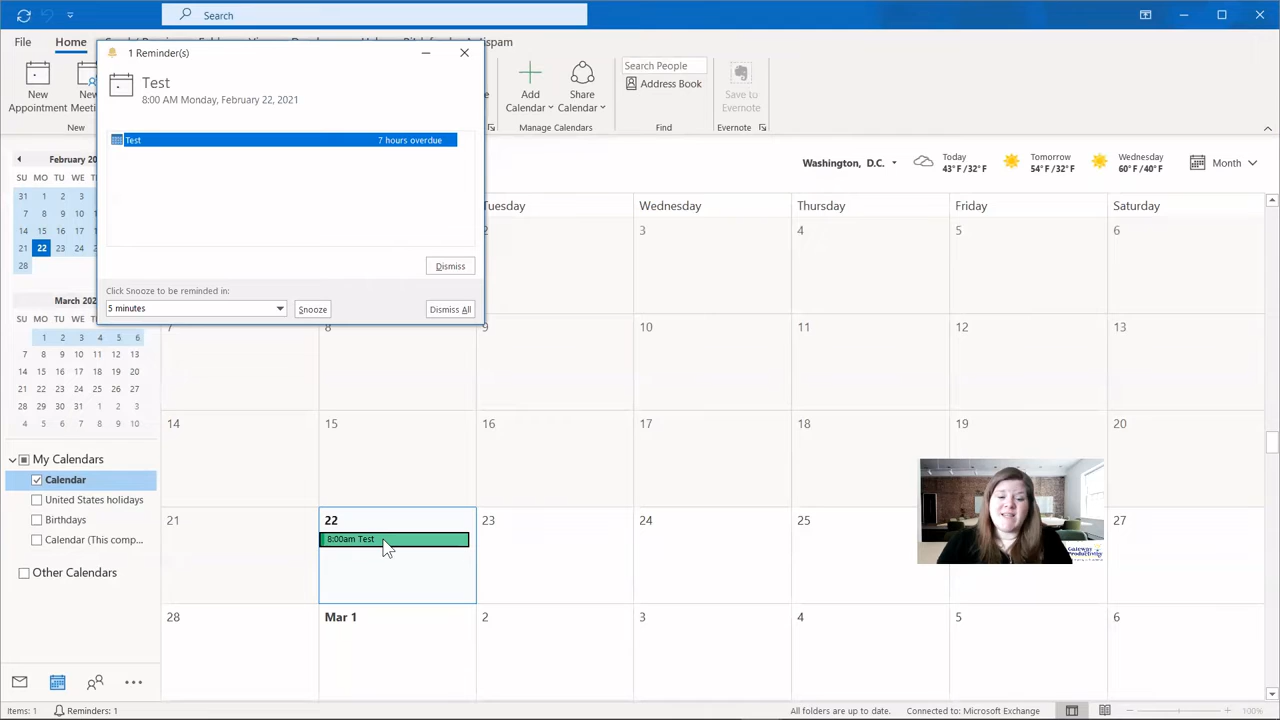 Search
File Home Antispam
1 Reminder(s)
Test
8:00 AM Monday, February 22, 2021
Test 7 hours overdue
Dismiss
Click Snooze to be reminded in:
5 minutes Snooze Dismiss All
New
Appointment
New
New
Add
Calendar
Share
Calendar
Manage Calendars
Search People
Address Book
Find
Save to
Evernote
Evernote
Washington, D.C.
Today
43°F/32°F
Tomorrow
54°F/32°F
Wednesday
60°F/40°F
Month
February 20
SU MO TU WE
31 1 2 3
7 8 9 10
14 15 16 17
21 22 23 24
28
March 202
SU MO TU WE TH FR SA
1 2 3 4 5 6
7 8 9 10 11 12 13
14 15 16 17 18 19 20
21 22 23 24 25 26 27
28 29 30 31 1 2 3
4 5 6 7 8 9 10
My Calendars
Calendar
United States holidays
Birthdays
Calendar (This comp...
Other Calendars
Tuesday Wednesday Thursday Friday Saturday
2 3 4 5 6
7 8 9 10 11 12 13
14 15 16 17 18 19 20
21 22 23 24 25 26 27
8:00am Test
28 Mar 1 2 3 4 5 6
Gateway
Productivity
Items: 1 Reminders: 1 All folders are up to date. Connected to: Microsoft Exchange 100%